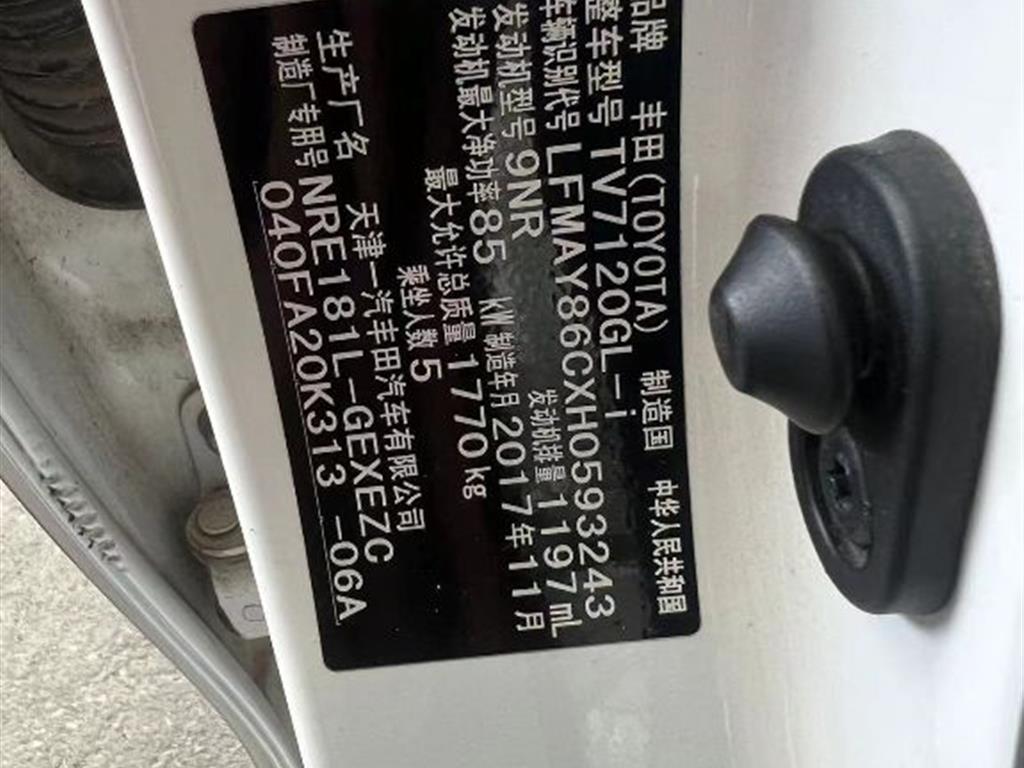 品牌 丰田(TOYOTA) 制造国 中华人民共和国
整车型号 TV7120GL-i
车辆识别代号 LFMAY86CXH0593243
发动机型号 9NR 发动机排量 1197mL
发动机最大净功率 85 kW 制造年月 2017年11月
最大允许总质量 1770kg
乘坐人数 5
生产厂名 天津一汽丰田汽车有限公司
制造厂专用号 NRE181L-GEXEZC
040FA20K313 -06A